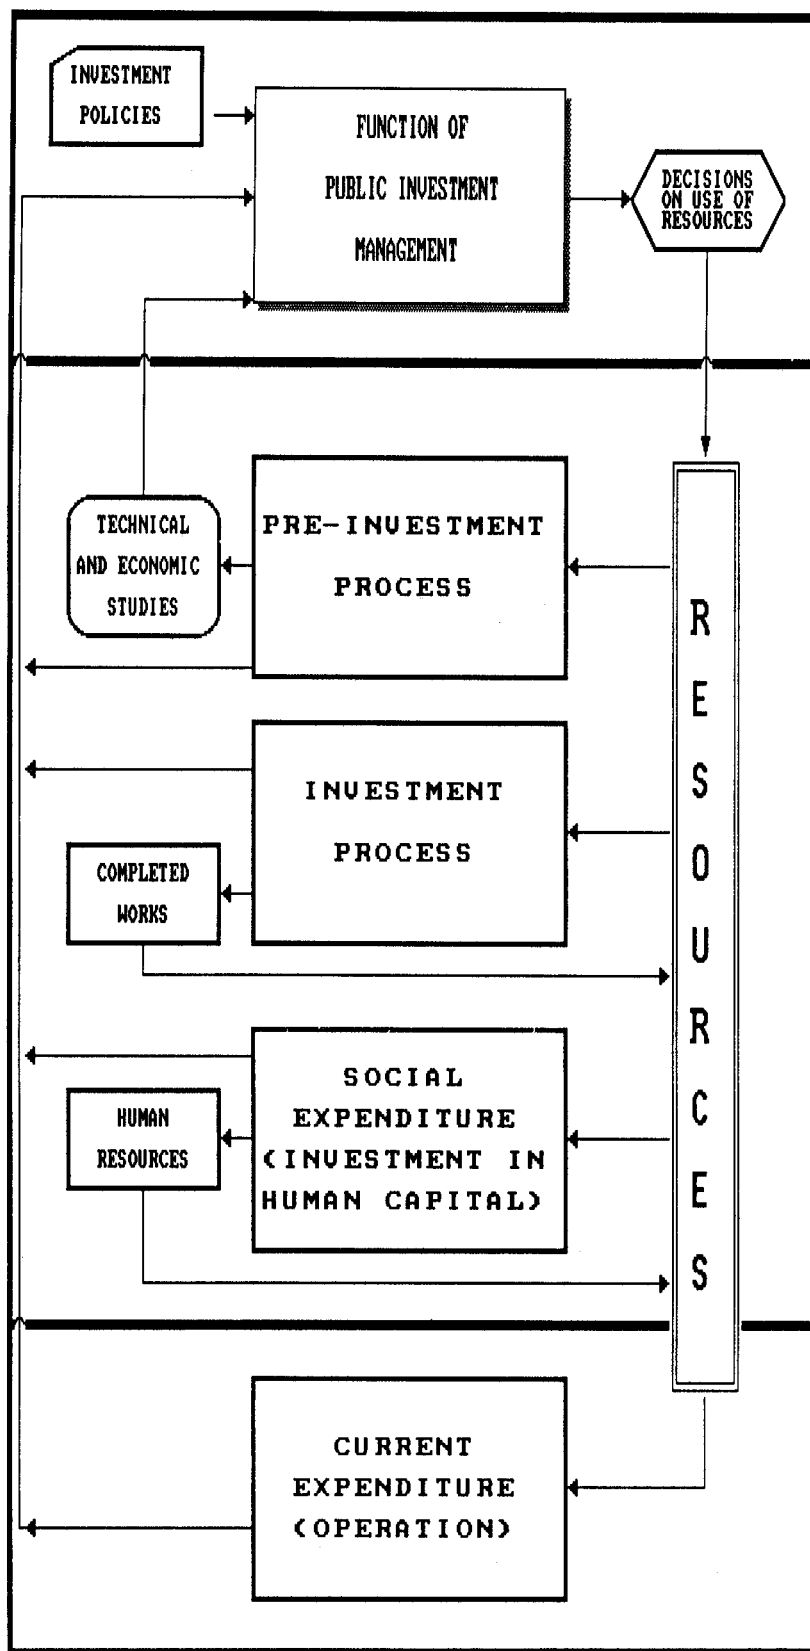 INVESTMENT
POLICIES
FUNCTION OF
PUBLIC INVESTMENT
MANAGEMENT
DECISIONS
ON USE OF
RESOURCES
TECHNICAL
AND ECONOMIC
STUDIES
PRE-INVESTMENT
PROCESS
INVESTMENT
PROCESS
COMPLETED
WORKS
SOCIAL
EXPENDITURE
(INVESTMENT IN
HUMAN CAPITAL)
HUMAN
RESOURCES
RESOURCES
CURRENT
EXPENDITURE
(OPERATION)